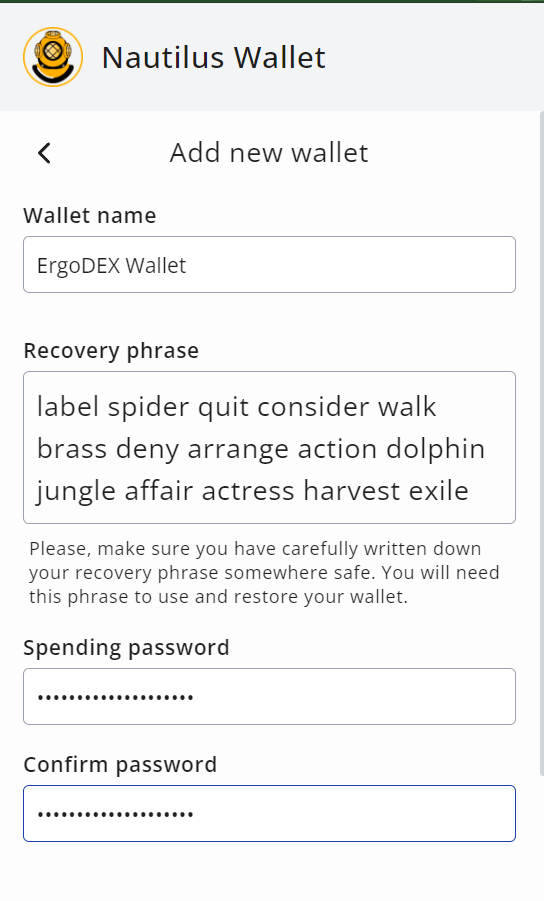 Nautilus Wallet
Add new wallet
Wallet name
ErgoDEX Wallet
Recovery phrase
label spider quit consider walk
brass deny arrange action dolphin
jungle affair actress harvest exile
Please, make sure you have carefully written down
your recovery phrase somewhere safe. You will need
this phrase to use and restore your wallet.
Spending password
••••••••••••••••••••
Confirm password
••••••••••••••••••••